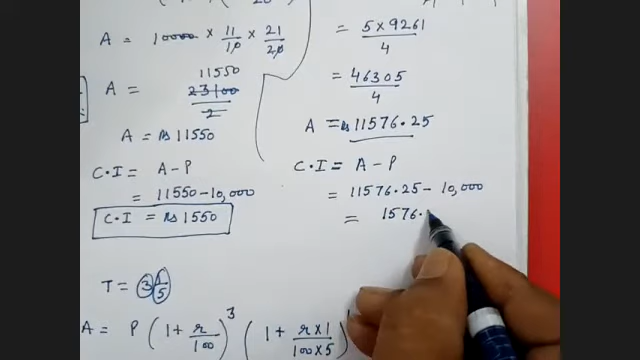 A = 10000 × 11/10 × 21/20
11550
A = 23100/2
A = Rs 11550
C·I = A - P
= 11550 - 10,000
C·I = Rs 1550
T = 3 1/5
A = P (1 + r/100)³ (1 + r×1/100×5)
= 5 × 9261/4
= 46305/4
A = Rs 11576.25
C·I = A - P
= 11576.25 - 10,000
= 1576.